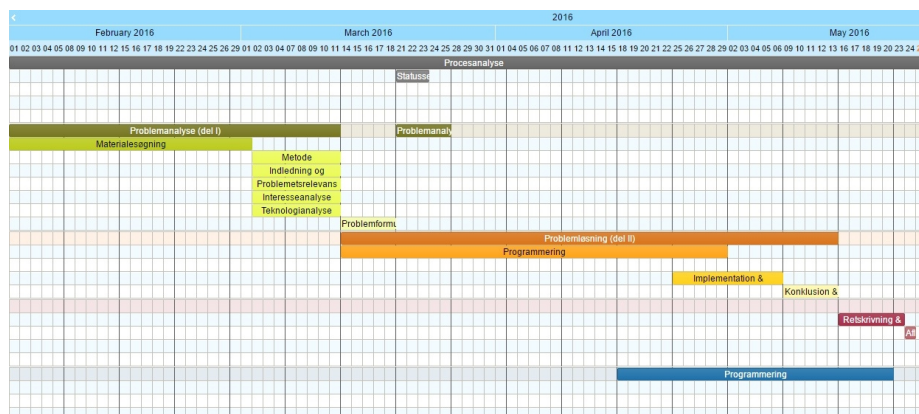 2016
February 2016 March 2016 April 2016 May 2016
01 02 03 04 05 08 09 10 11 12 15 16 17 18 19 22 23 24 25 26 29 01 02 03 04 07 08 09 10 11 14 15 16 17 18 21 22 23 24 25 28 29 30 31 01 04 05 06 07 08 11 12 13 14 15 18 19 20 21 22 25 26 27 28 29 02 03 04 05 06 09 10 11 12 13 16 17 18 19 20 23 24
Procesanalyse
Statusse
Problemanalyse (del I) Problemanaly
Materialesøgning
Metode
Indledning og
Problemetsrelevans
Interesseanalyse
Teknologianalyse
Problemformu
Problemløsning (del II)
Programmering
Implementation &
Konklusion &
Retskrivning &
Programmering